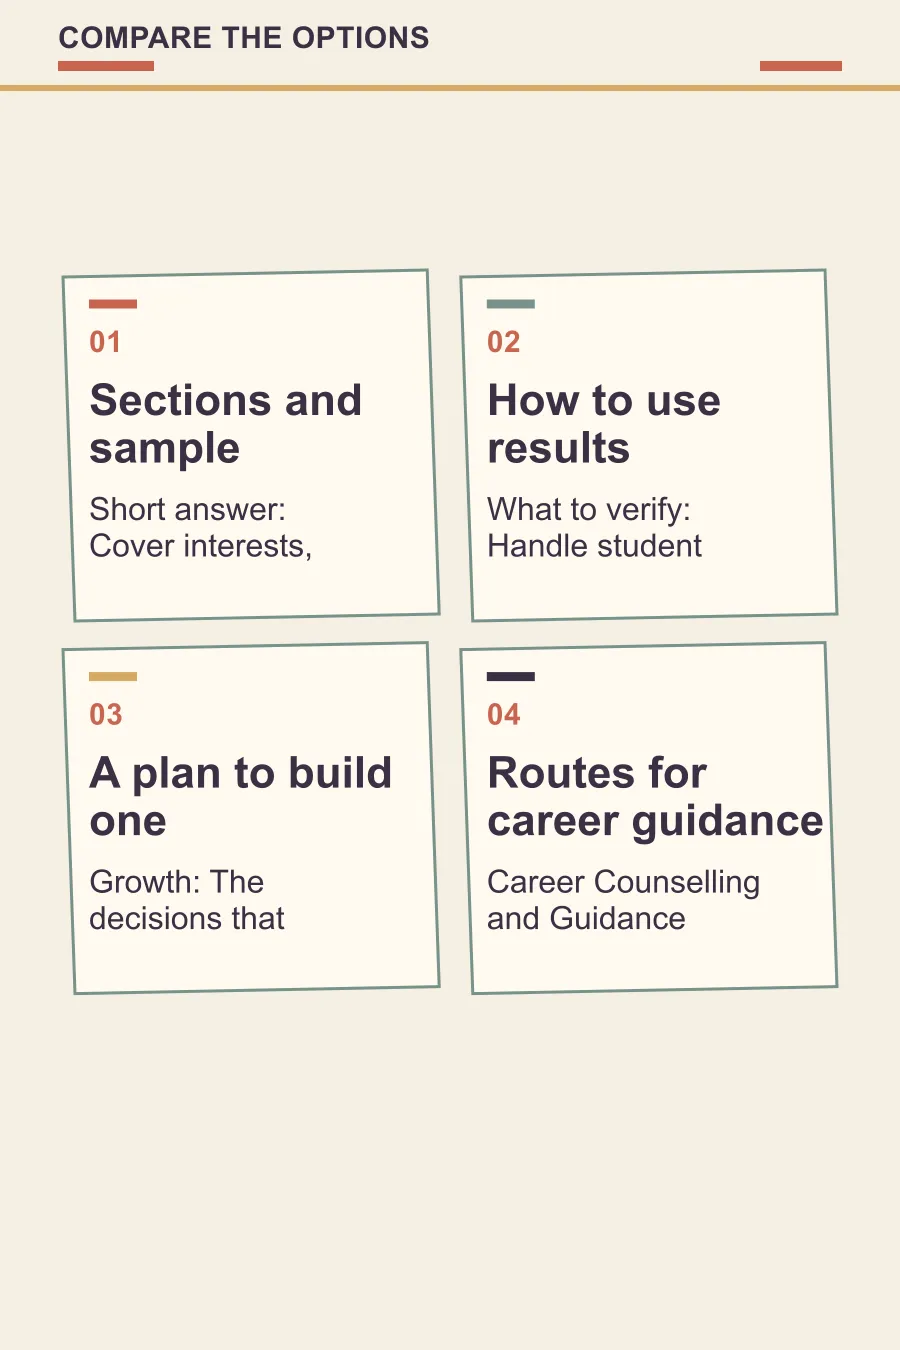 COMPARE THE OPTIONS
01
Sections and
sample
Short answer:
Cover interests,
02
How to use
results
What to verify:
Handle student
03
A plan to build
one
Growth: The
decisions that
04
Routes for
career guidance
Career Counselling
and Guidance